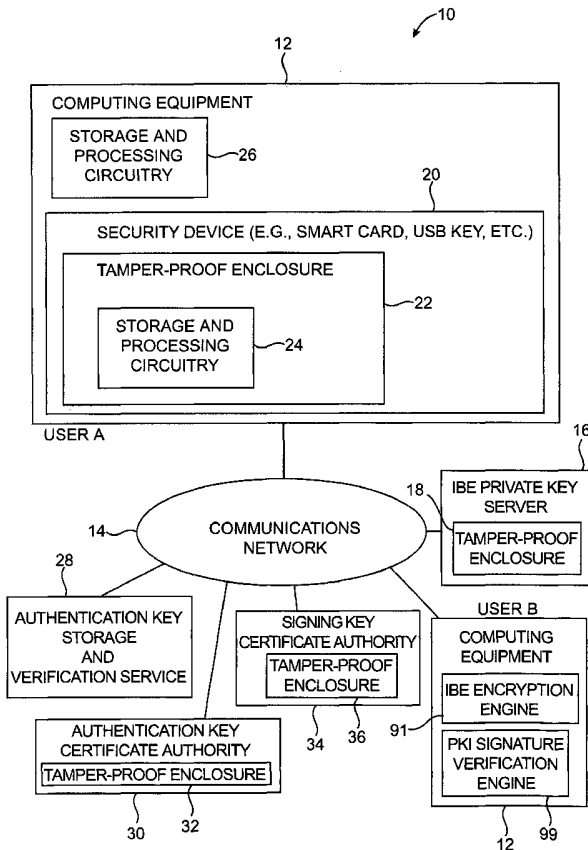 10
12
COMPUTING EQUIPMENT
STORAGE AND
PROCESSING
CIRCUITRY
26
20
SECURITY DEVICE (E.G., SMART CARD, USB KEY, ETC.)
TAMPER-PROOF ENCLOSURE
22
STORAGE AND
PROCESSING
CIRCUITRY
24
USER A
16
IBE PRIVATE KEY
SERVER
18
TAMPER-PROOF
ENCLOSURE
14
COMMUNICATIONS
NETWORK
28
AUTHENTICATION KEY
STORAGE
AND
VERIFICATION SERVICE
SIGNING KEY
CERTIFICATE AUTHORITY
TAMPER-PROOF
ENCLOSURE
34
36
USER B
COMPUTING
EQUIPMENT
IBE ENCRYPTION
ENGINE
91
PKI SIGNATURE
VERIFICATION
ENGINE
12
99
AUTHENTICATION KEY
CERTIFICATE AUTHORITY
TAMPER-PROOF ENCLOSURE
30
32